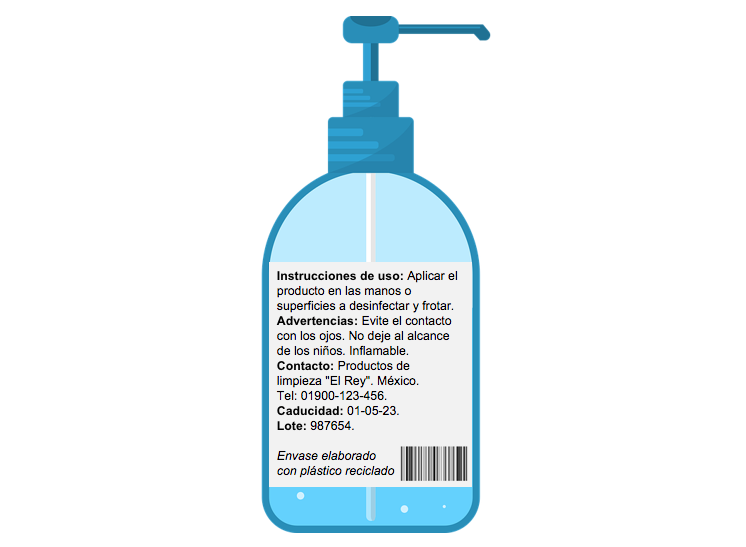 Instrucciones de uso: Aplicar el
producto en las manos o
superficies a desinfectar y frotar.
Advertencias: Evite el contacto
con los ojos. No deje al alcance
de los niños. Inflamable.
Contacto: Productos de
limpieza "El Rey". México.
Tel: 01900-123-456.
Caducidad: 01-05-23.
Lote: 987654.
Envase elaborado
con plástico reciclado